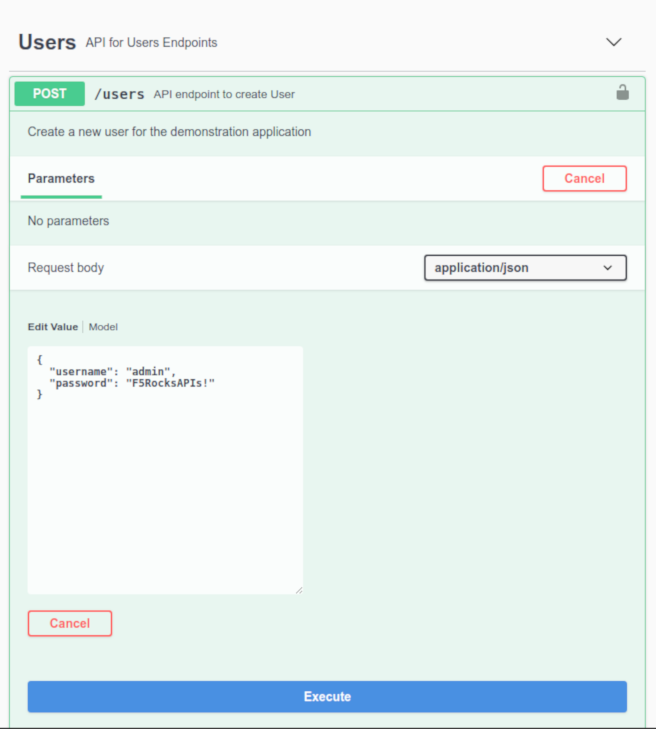 Users API for Users Endpoints
POST /users API endpoint to create User
Create a new user for the demonstration application
Parameters Cancel
No parameters
Request body application/json
Edit Value | Model
{
  "username": "admin",
  "password": "F5RocksAPIs!"
}
Cancel
Execute